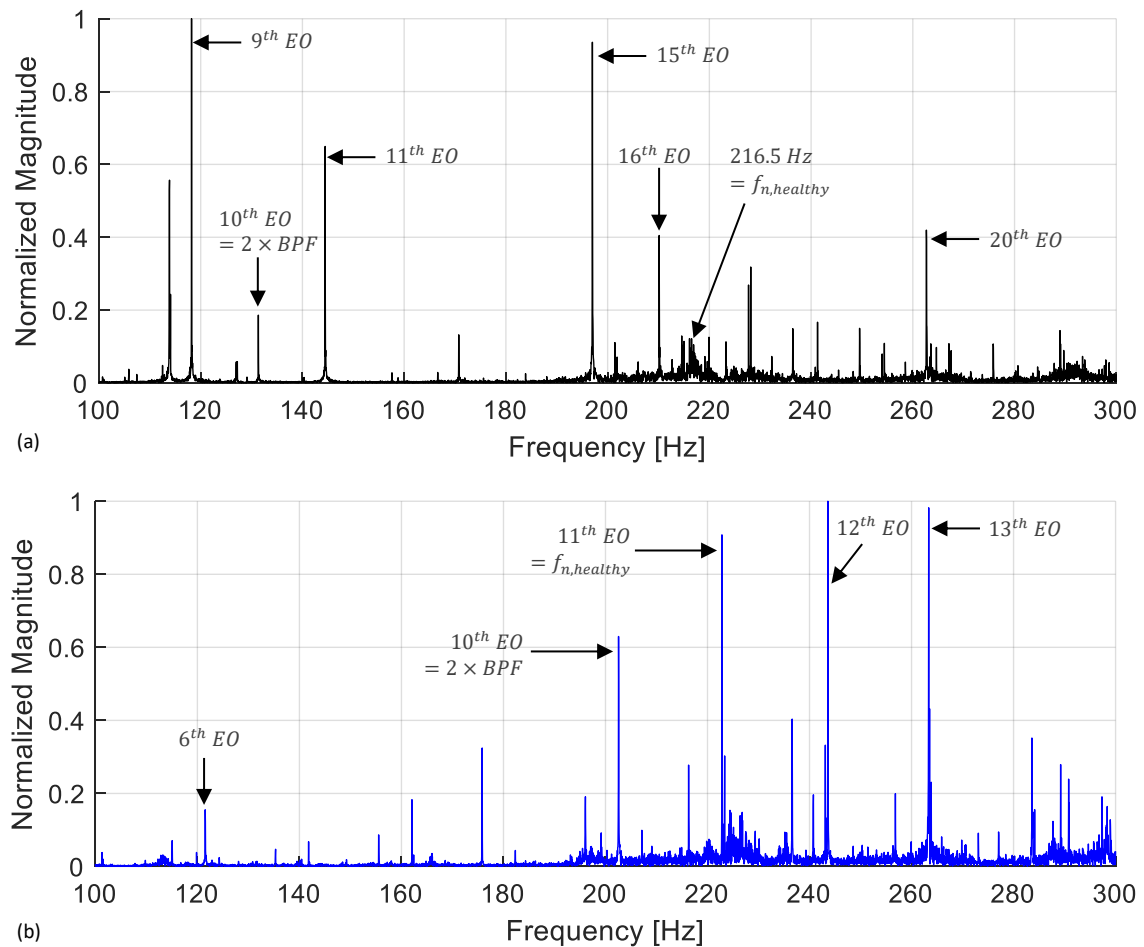 1
9ᵗʰ EO
15ᵗʰ EO
0.8
11ᵗʰ EO
16ᵗʰ EO
216.5 Hz
= fₙ,healthy
0.6
10ᵗʰ EO
= 2 × BPF
0.4
20ᵗʰ EO
0.2
0
Normalized Magnitude
100 120 140 160 180 200 220 240 260 280 300
(a)
Frequency [Hz]
1
11ᵗʰ EO
= fₙ,healthy
12ᵗʰ EO
13ᵗʰ EO
0.8
0.6
10ᵗʰ EO
= 2 × BPF
0.4
6ᵗʰ EO
0.2
0
Normalized Magnitude
100 120 140 160 180 200 220 240 260 280 300
(b)
Frequency [Hz]